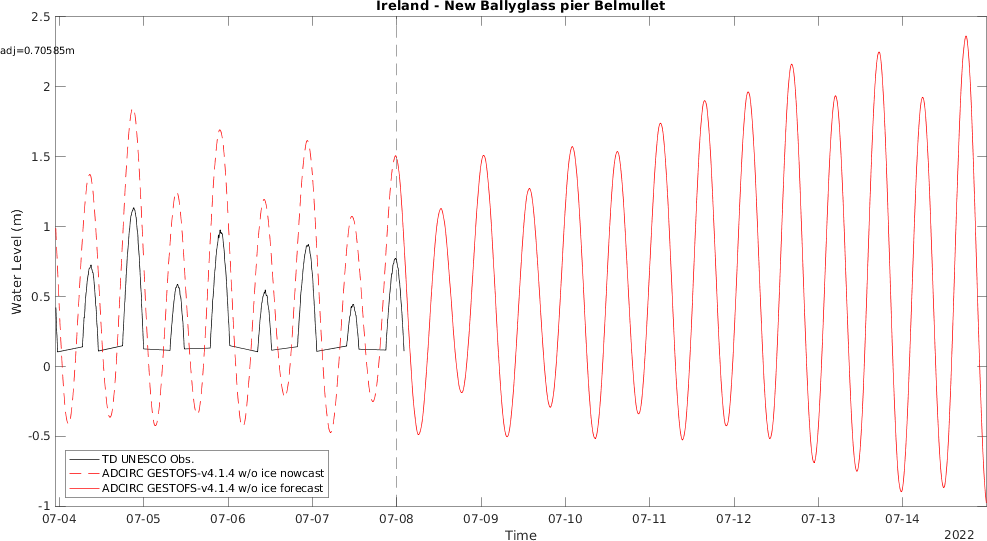 Ireland - New Ballyglass pier Belmullet
adj=0.70585m
2.5
2
1.5
1
0.5
0
-0.5
-1
Water Level (m)
TD UNESCO Obs.
ADCIRC GESTOFS-v4.1.4 w/o ice nowcast
ADCIRC GESTOFS-v4.1.4 w/o ice forecast
07-04 07-05 07-06 07-07 07-08 07-09 07-10 07-11 07-12 07-13 07-14
Time
2022